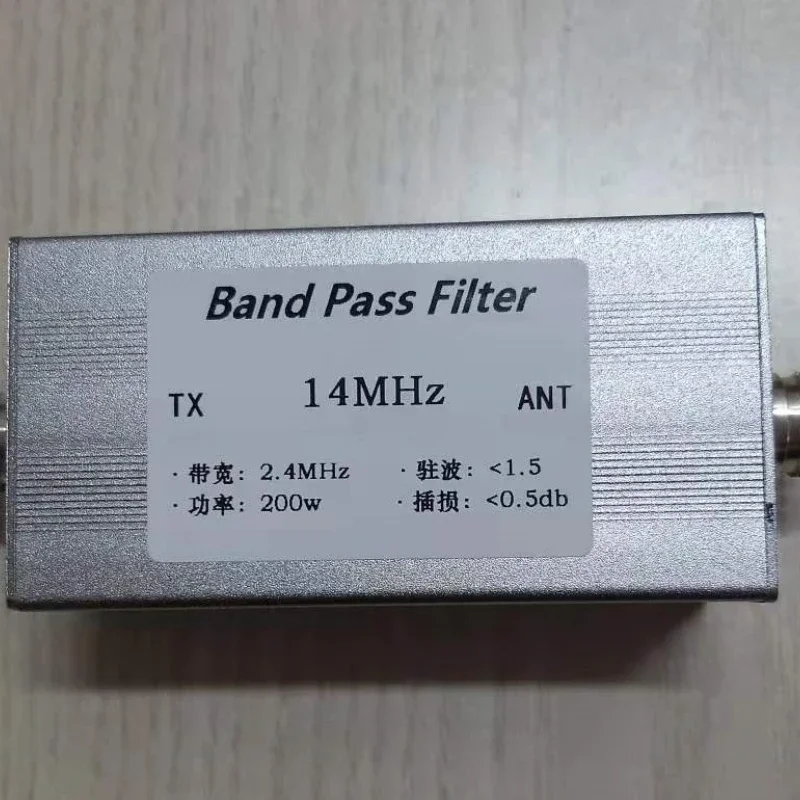 Band Pass Filter
TX 14MHz ANT
· 带宽: 2.4MHz · 驻波: <1.5
· 功率: 200w · 插损: <0.5db